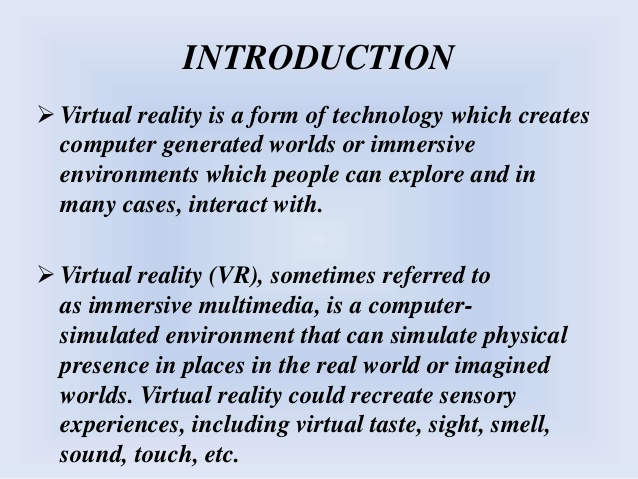 INTRODUCTION
➢ Virtual reality is a form of technology which creates
computer generated worlds or immersive
environments which people can explore and in
many cases, interact with.
➢ Virtual reality (VR), sometimes referred to
as immersive multimedia, is a computer-
simulated environment that can simulate physical
presence in places in the real world or imagined
worlds. Virtual reality could recreate sensory
experiences, including virtual taste, sight, smell,
sound, touch, etc.